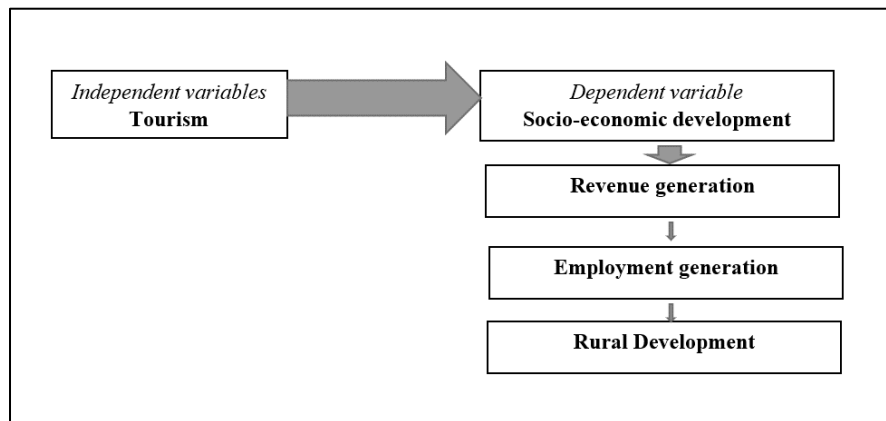 Independent variables
Tourism
Dependent variable
Socio-economic development
Revenue generation
Employment generation
Rural Development